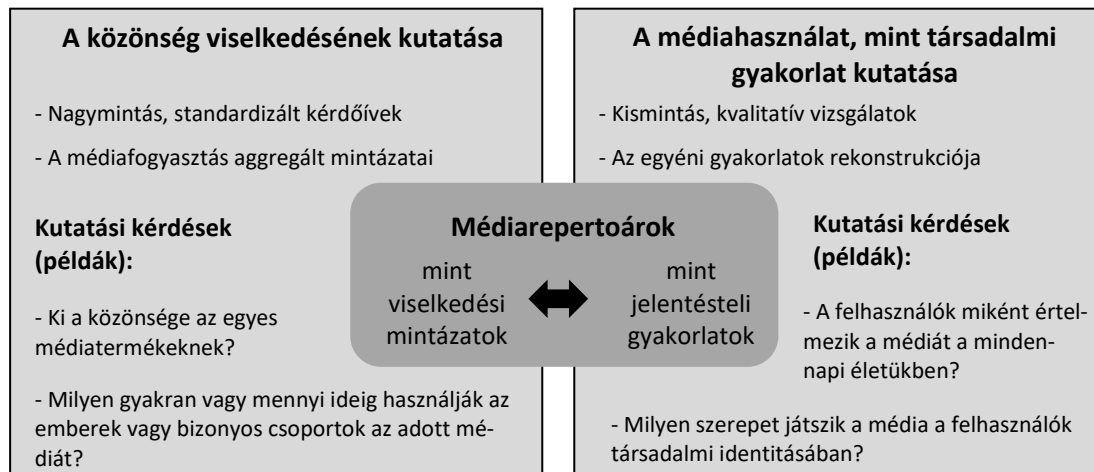 A közönség viselkedésének kutatása
- Nagymintás, standardizált kérdőívek
- A médiafogyasztás aggregált mintázatai
Kutatási kérdések
(példák):
- Ki a közönsége az egyes
médiatermékeknek?
- Milyen gyakran vagy mennyi ideig használják az
emberek vagy bizonyos csoportok az adott mé-
diát?
Médiarepertoárok
mint
viselkedési
mintázatok
mint
jelentésteli
gyakorlatok
A médiahasználat, mint társadalmi
gyakorlat kutatása
- Kismintás, kvalitatív vizsgálatok
- Az egyéni gyakorlatok rekonstrukciója
Kutatási kérdések
(példák):
- A felhasználók miként értel-
mezik a médiát a minden-
napi életükben?
- Milyen szerepet játszik a média a felhasználók
társadalmi identitásában?